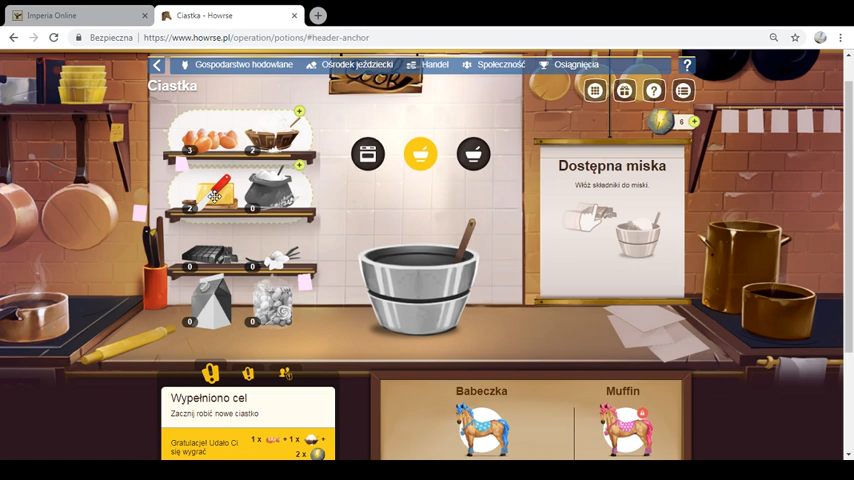 Imperia Online
Ciastka - Howrse
Bezpieczna
https://www.howrse.pl/operation/potions/#header-anchor
Gospodarstwo hodowlane
Ośrodek jeździecki
Handel
Społeczność
Osiągnięcia
?
Ciastka
?
6
3
2
2
0
0
0
0
0
Dostępna miska
Włóż składniki do miski.
Wypełniono cel
Zacznij robić nowe ciastko
Gratulacje! Udało Ci
się wygrać
1 x + 1 x +
2 x
Babeczka
Muffin